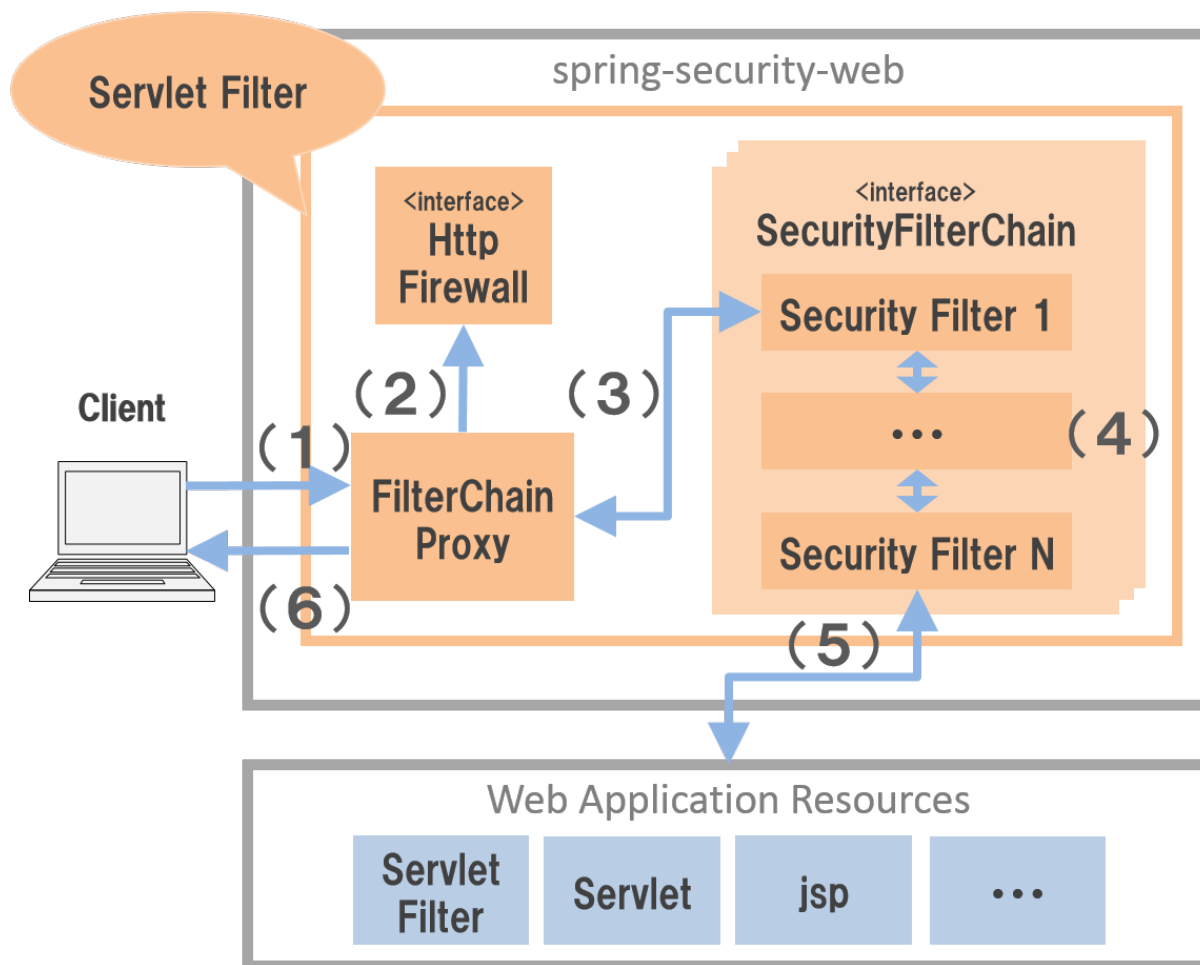 spring-security-web
Servlet Filter
<interface>
Http
Firewall
<interface>
SecurityFilterChain
Security Filter 1
(2)
(3)
Client
(1)
•••
(4)
FilterChain
Proxy
Security Filter N
(6)
(5)
Web Application Resources
Servlet
Filter
Servlet
jsp
•••